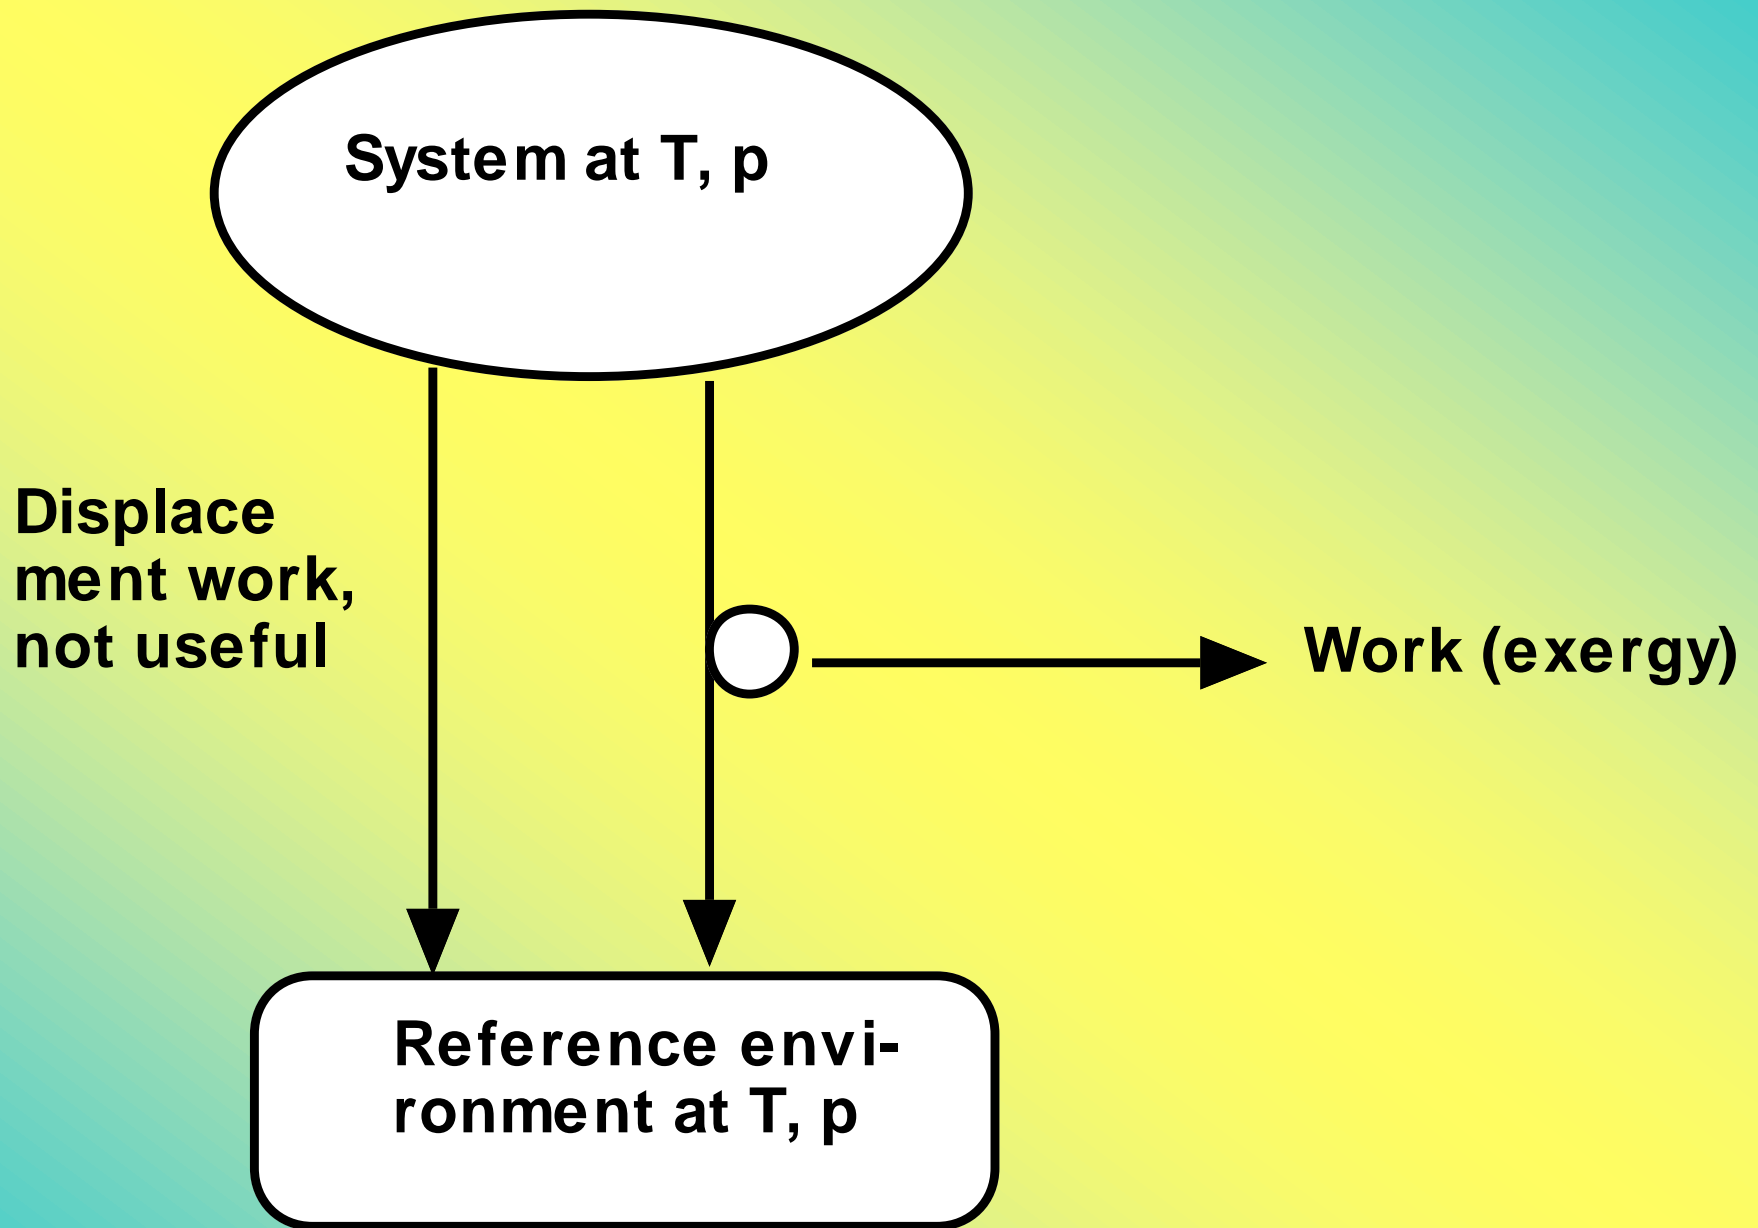 System at T, p
Displace
ment work,
not useful
Work (exergy)
Reference envi-
ronment at T, p